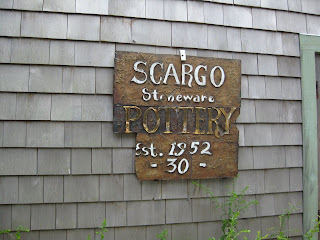 SCARGO
Stoneware
POTTERY
Est. 1952
- 30 -